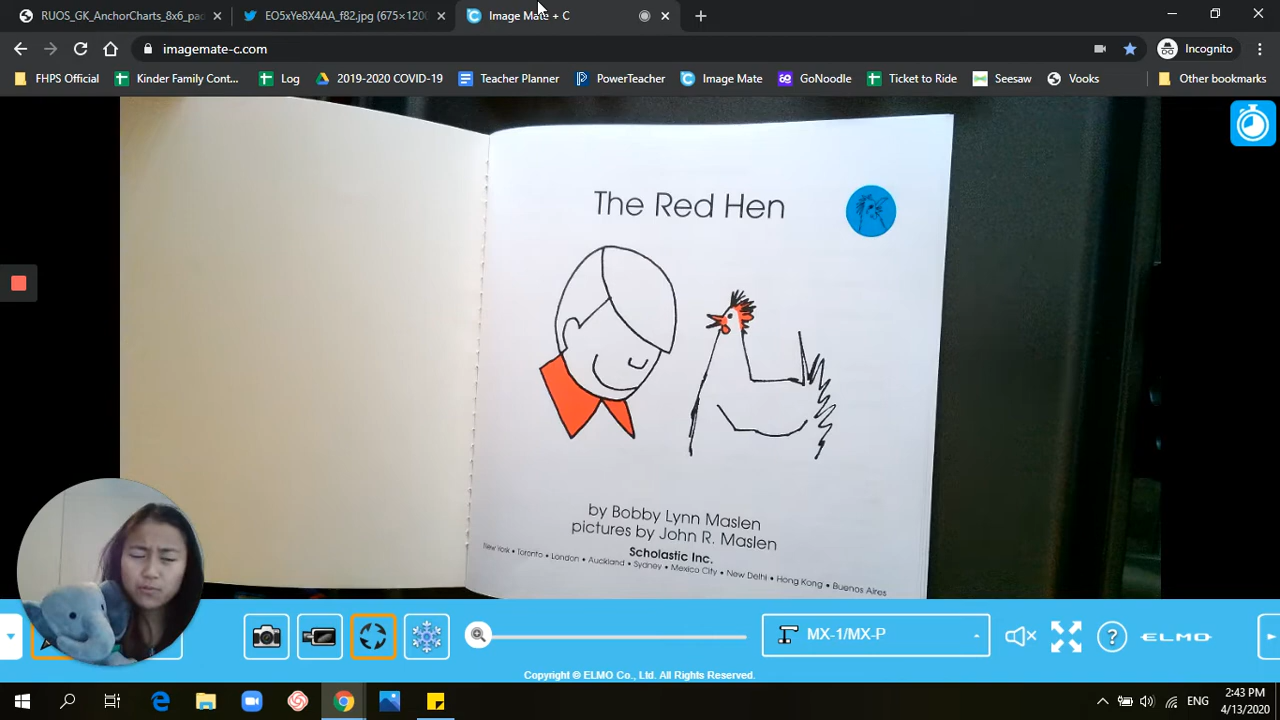 RUOS_GK_AnchorCharts_8x6_pa
EO5xYe8X4AA_f82.jpg (675×1200
Image Mate + C
imagemate-c.com
Incognito
FHPS Official
Kinder Family Cont...
Log
2019-2020 COVID-19
Teacher Planner
PowerTeacher
Image Mate
GoNoodle
Ticket to Ride
Seesaw
Vooks
Other bookmarks
The Red Hen
by Bobby Lynn Maslen
pictures by John R. Maslen
Scholastic Inc.
New York • Toronto • London • Auckland • Sydney • Mexico City • New Delhi • Hong Kong • Buenos Aires
MX-1/MX-P
ELMO
Copyright © ELMO Co., Ltd. All Rights Reserved.
ENG
2:43 PM
4/13/2020